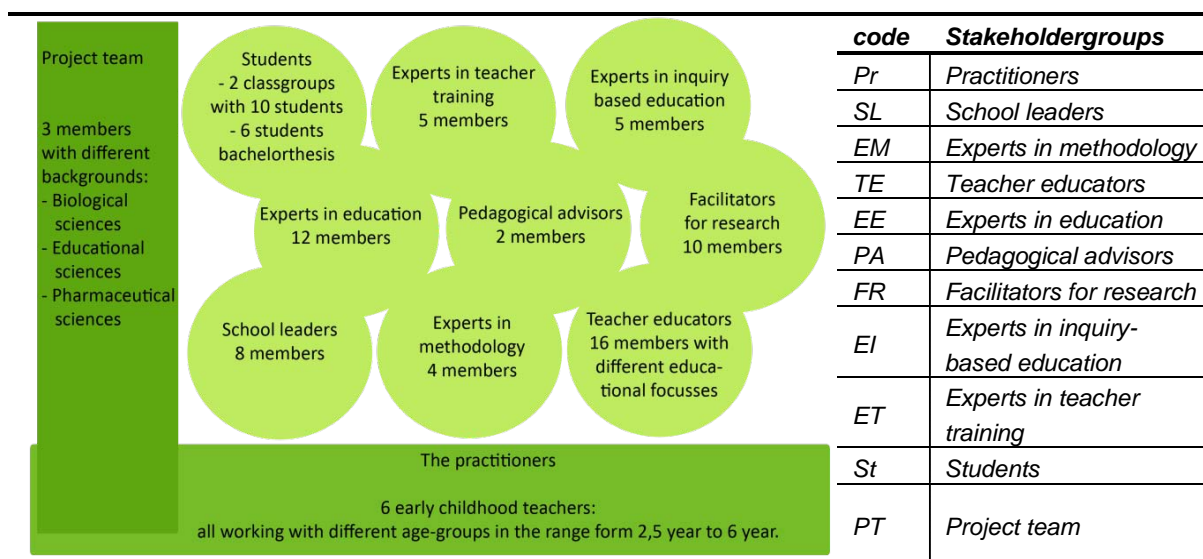 Project team
3 members
with different
backgrounds:
- Biological
sciences
- Educational
sciences
- Pharmaceutical
sciences
Students
- 2 classgroups
with 10 students
- 6 students
bachelorthesis
Experts in teacher
training
5 members
Experts in inquiry
based education
5 members
Experts in education
12 members
Pedagogical advisors
2 members
Facilitators
for research
10 members
School leaders
8 members
Experts in
methodology
4 members
Teacher educators
16 members with
different educa-
tional focusses
The practitioners
6 early childhood teachers:
all working with different age-groups in the range form 2,5 year to 6 year.
code Stakeholdergroups
Pr Practitioners
SL School leaders
EM Experts in methodology
TE Teacher educators
EE Experts in education
PA Pedagogical advisors
FR Facilitators for research
EI Experts in inquiry-
based education
ET Experts in teacher
training
St Students
PT Project team